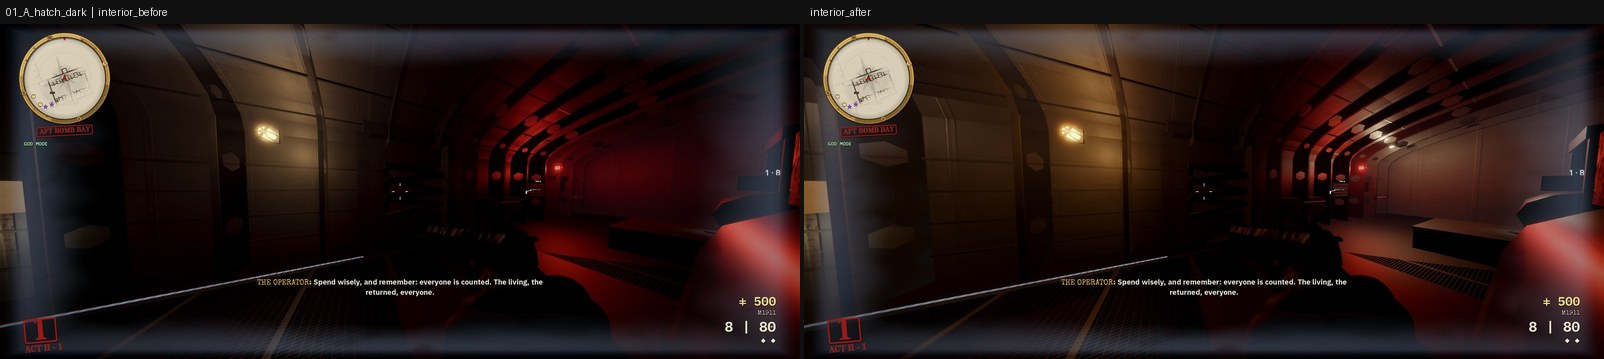 01_A_hatch_dark | interior_before
interior_after
AFT BOMB BAY
GOD MODE
1 · B
THE OPERATOR: Spend wisely, and remember: everyone is counted. The living, the
returned, everyone.
500
M1911
8 | 80
ACT II - 1
AFT BOMB BAY
GOD MODE
1 · B
THE OPERATOR: Spend wisely, and remember: everyone is counted. The living, the
returned, everyone.
500
M1911
8 | 80
ACT II - 1